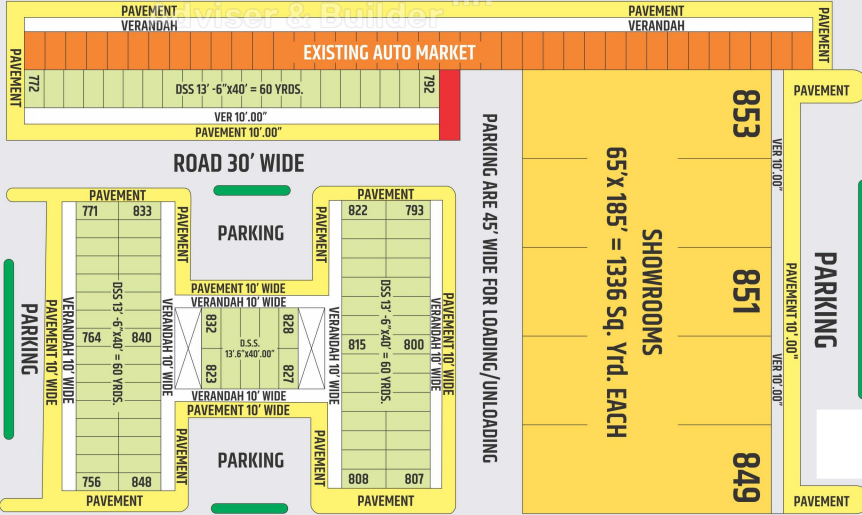 Adviser & Builder
PAVEMENT
PAVEMENT
VERANDAH
VERANDAH
PAVEMENT
PAVEMENT
EXISTING AUTO MARKET
772
DSS 13' -6"x40' = 60 YRDS.
792
VER 10'.00"
PAVEMENT 10'.00"
ROAD 30' WIDE
PAVEMENT
771
833
PAVEMENT
PARKING
PAVEMENT
PAVEMENT
822
793
PAVEMENT 10' WIDE
VERANDAH 10' WIDE
PARKING
PAVEMENT 10' WIDE
VERANDAH 10' WIDE
DSS 13' -6"x40' = 60 YRDS.
764
840
VERANDAH 10' WIDE
832
828
D.S.S.
13'.6"x40'.00"
823
827
VERANDAH 10' WIDE
815
800
DSS 13' -6"x40' = 60 YRDS.
VERANDAH 10' WIDE
PAVEMENT 10' WIDE
VERANDAH 10' WIDE
PAVEMENT 10' WIDE
PAVEMENT
PARKING
PAVEMENT
756
848
808
807
PAVEMENT
PAVEMENT
PARKING ARE 45' WIDE FOR LOADING/UNLOADING
SHOWROOMS
65'x 185' = 1336 Sq. Yrd. EACH
853
851
849
VER 10'.00"
VER 10'.00"
PAVEMENT
PAVEMENT 10'.00"
PARKING
PAVEMENT